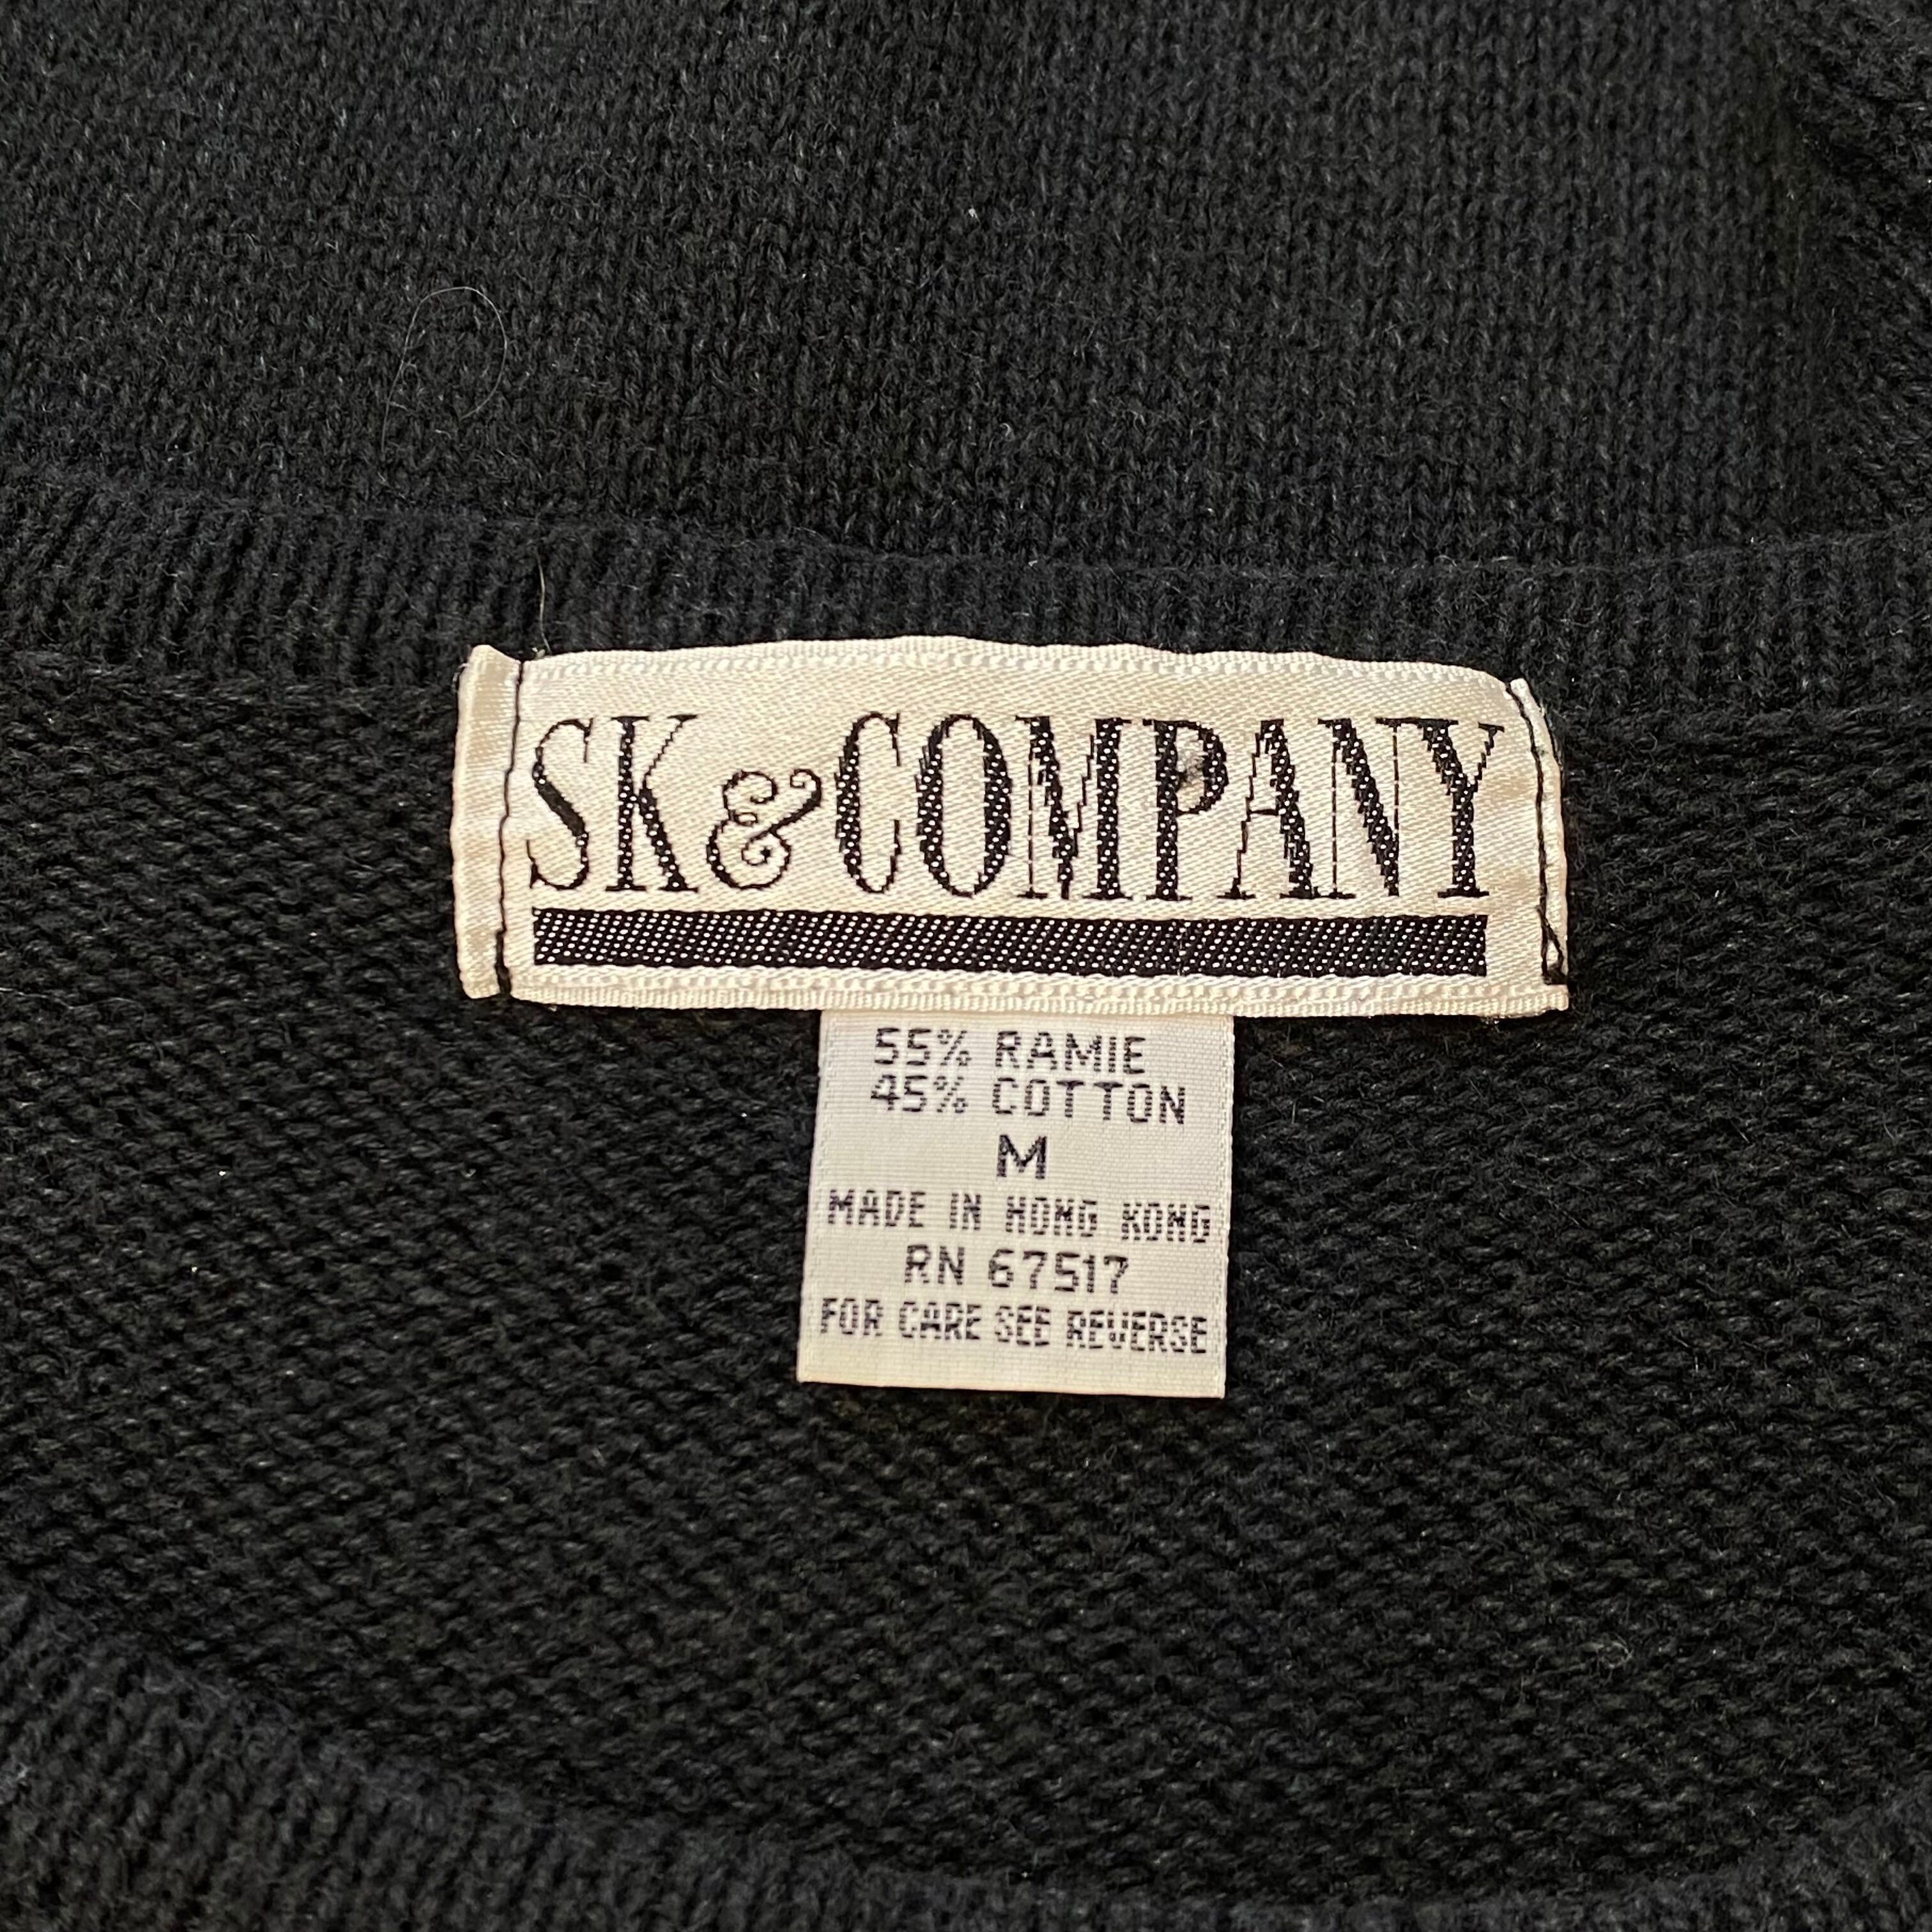 SK & COMPANY
55% RAMIE
45% COTTON
M
MADE IN HONG KONG
RN 67517
FOR CARE SEE REVERSE